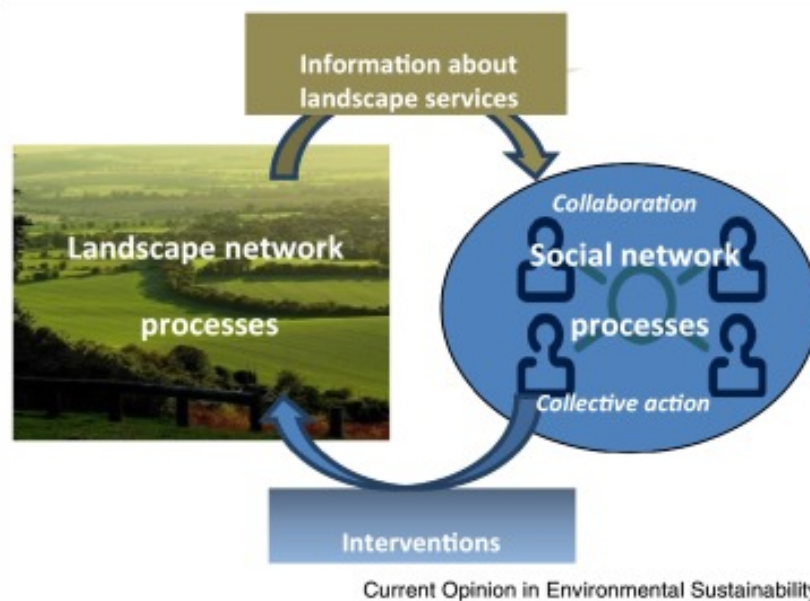 Information about
landscape services
Landscape network
processes
Collaboration
Social network
processes
Collective action
Interventions
Current Opinion in Environmental Sustainability